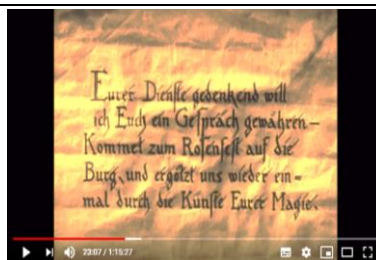 Eurer Dienste gedenkend will
ich Euch ein Gespräch gewähren –
Kommet zum Rosenfest auf die
Burg, und ergötzt uns wieder ein=
mal durch die Künste Eurer Magie.
23:07 / 1:15:27